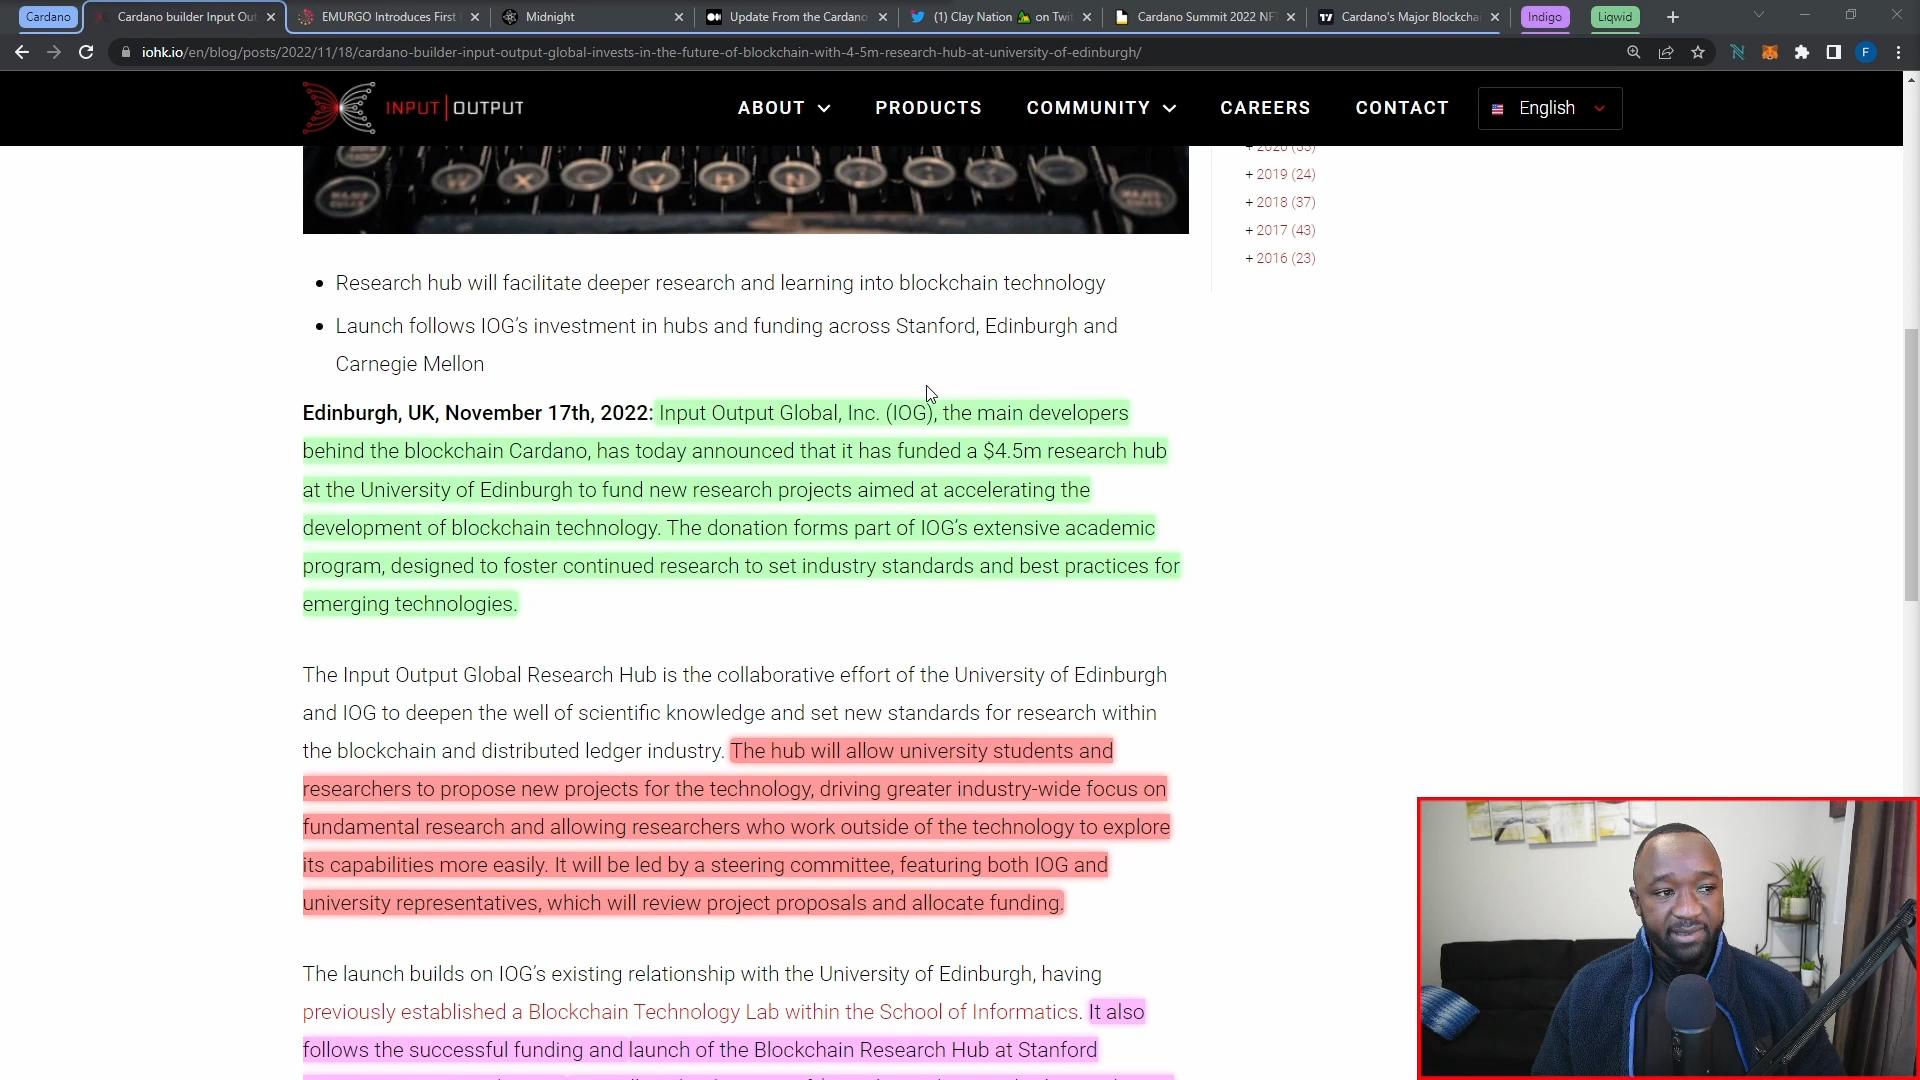 Cardano
Cardano builder Input Out
EMURGO Introduces First
Midnight
Update From the Cardano
(1) Clay Nation on Twit
Cardano Summit 2022 NF
Cardano's Major Blockcha
Indigo
Liqwid
iohk.io/en/blog/posts/2022/11/18/cardano-builder-input-output-global-invests-in-the-future-of-blockchain-with-4-5m-research-hub-at-university-of-edinburgh/
F
INPUT | OUTPUT
ABOUT
PRODUCTS
COMMUNITY
CAREERS
CONTACT
English
W X C V B N
+ 2020 (33)
+ 2019 (24)
+ 2018 (37)
+ 2017 (43)
+ 2016 (23)
• Research hub will facilitate deeper research and learning into blockchain technology
• Launch follows IOG’s investment in hubs and funding across Stanford, Edinburgh and
Carnegie Mellon
Edinburgh, UK, November 17th, 2022: Input Output Global, Inc. (IOG), the main developers
behind the blockchain Cardano, has today announced that it has funded a $4.5m research hub
at the University of Edinburgh to fund new research projects aimed at accelerating the
development of blockchain technology. The donation forms part of IOG’s extensive academic
program, designed to foster continued research to set industry standards and best practices for
emerging technologies.
The Input Output Global Research Hub is the collaborative effort of the University of Edinburgh
and IOG to deepen the well of scientific knowledge and set new standards for research within
the blockchain and distributed ledger industry. The hub will allow university students and
researchers to propose new projects for the technology, driving greater industry-wide focus on
fundamental research and allowing researchers who work outside of the technology to explore
its capabilities more easily. It will be led by a steering committee, featuring both IOG and
university representatives, which will review project proposals and allocate funding.
The launch builds on IOG’s existing relationship with the University of Edinburgh, having
previously established a Blockchain Technology Lab within the School of Informatics. It also
follows the successful funding and launch of the Blockchain Research Hub at Stanford